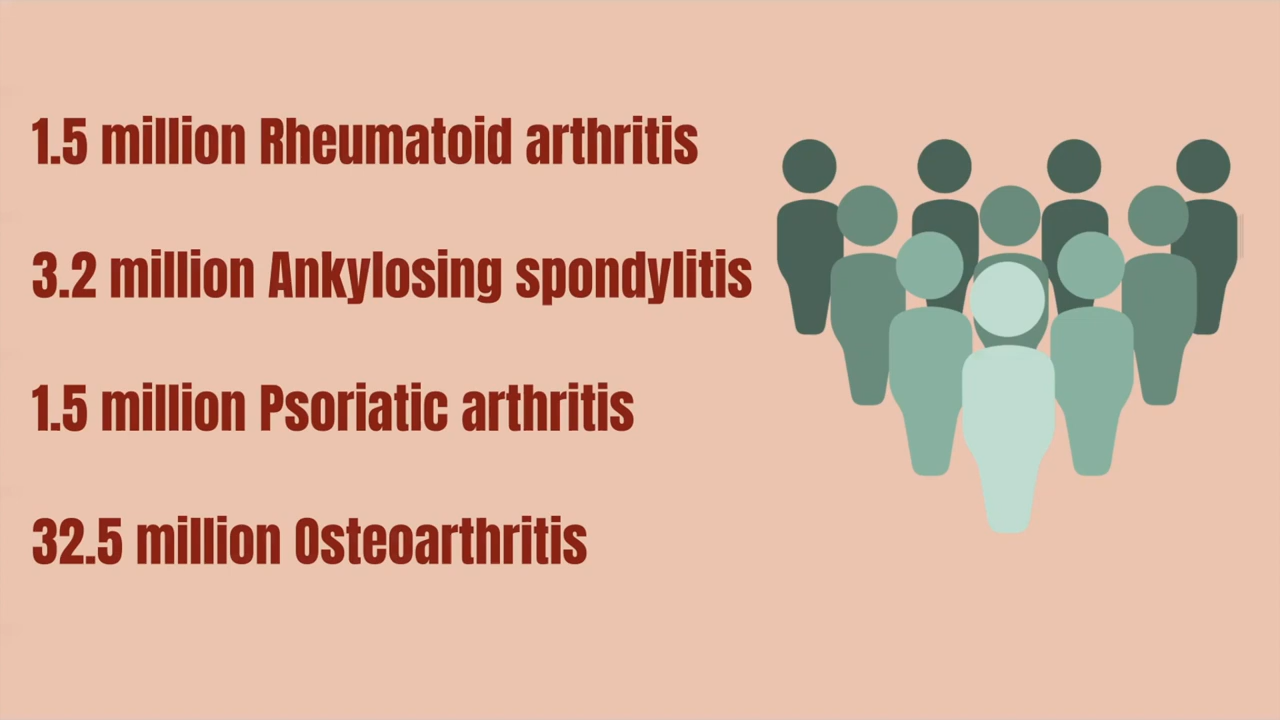 1.5 million Rheumatoid arthritis
3.2 million Ankylosing spondylitis
1.5 million Psoriatic arthritis
32.5 million Osteoarthritis